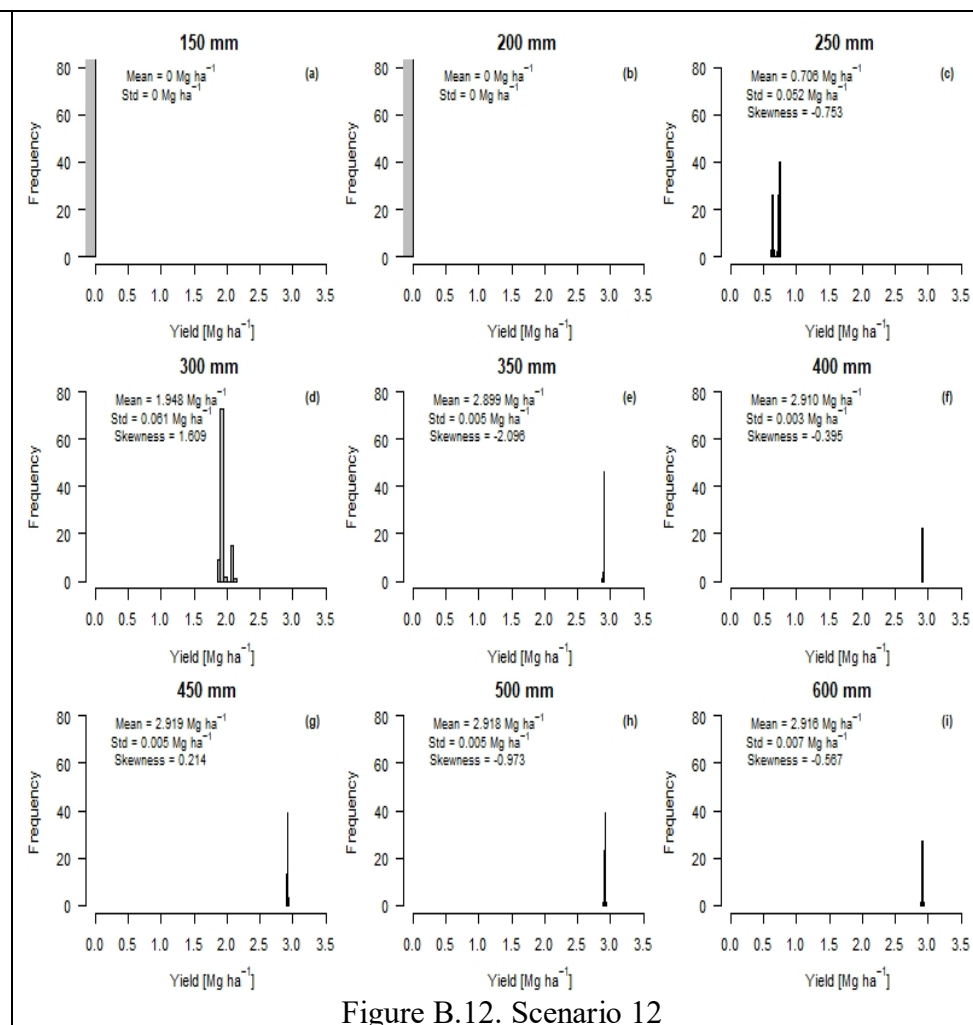 150 mm
Mean = 0 Mg ha⁻¹
Std = 0 Mg ha⁻¹
(a)
Frequency
80
60
40
20
0
0.0 0.5 1.0 1.5 2.0 2.5 3.0 3.5
Yield [Mg ha⁻¹]
200 mm
Mean = 0 Mg ha⁻¹
Std = 0 Mg ha⁻¹
(b)
Frequency
80
60
40
20
0
0.0 0.5 1.0 1.5 2.0 2.5 3.0 3.5
Yield [Mg ha⁻¹]
250 mm
Mean = 0.706 Mg ha⁻¹
Std = 0.052 Mg ha⁻¹
Skewness = -0.753
(c)
Frequency
80
60
40
20
0
0.0 0.5 1.0 1.5 2.0 2.5 3.0 3.5
Yield [Mg ha⁻¹]
300 mm
Mean = 1.948 Mg ha⁻¹
Std = 0.061 Mg ha⁻¹
Skewness = 1.609
(d)
Frequency
80
60
40
20
0
0.0 0.5 1.0 1.5 2.0 2.5 3.0 3.5
Yield [Mg ha⁻¹]
350 mm
Mean = 2.899 Mg ha⁻¹
Std = 0.005 Mg ha⁻¹
Skewness = -2.096
(e)
Frequency
80
60
40
20
0
0.0 0.5 1.0 1.5 2.0 2.5 3.0 3.5
Yield [Mg ha⁻¹]
400 mm
Mean = 2.910 Mg ha⁻¹
Std = 0.003 Mg ha⁻¹
Skewness = -0.395
(f)
Frequency
80
60
40
20
0
0.0 0.5 1.0 1.5 2.0 2.5 3.0 3.5
Yield [Mg ha⁻¹]
450 mm
Mean = 2.919 Mg ha⁻¹
Std = 0.005 Mg ha⁻¹
Skewness = 0.214
(g)
Frequency
80
60
40
20
0
0.0 0.5 1.0 1.5 2.0 2.5 3.0 3.5
Yield [Mg ha⁻¹]
500 mm
Mean = 2.918 Mg ha⁻¹
Std = 0.005 Mg ha⁻¹
Skewness = -0.973
(h)
Frequency
80
60
40
20
0
0.0 0.5 1.0 1.5 2.0 2.5 3.0 3.5
Yield [Mg ha⁻¹]
600 mm
Mean = 2.916 Mg ha⁻¹
Std = 0.007 Mg ha⁻¹
Skewness = -0.567
(i)
Frequency
80
60
40
20
0
0.0 0.5 1.0 1.5 2.0 2.5 3.0 3.5
Yield [Mg ha⁻¹]
Figure B.12. Scenario 12